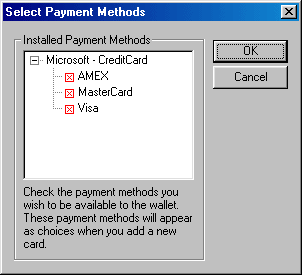 Select Payment Methods
Installed Payment Methods
Microsoft - CreditCard
AMEX
MasterCard
Visa
OK
Cancel
Check the payment methods you
wish to be available to the wallet.
These payment methods will appear
as choices when you add a new
card.